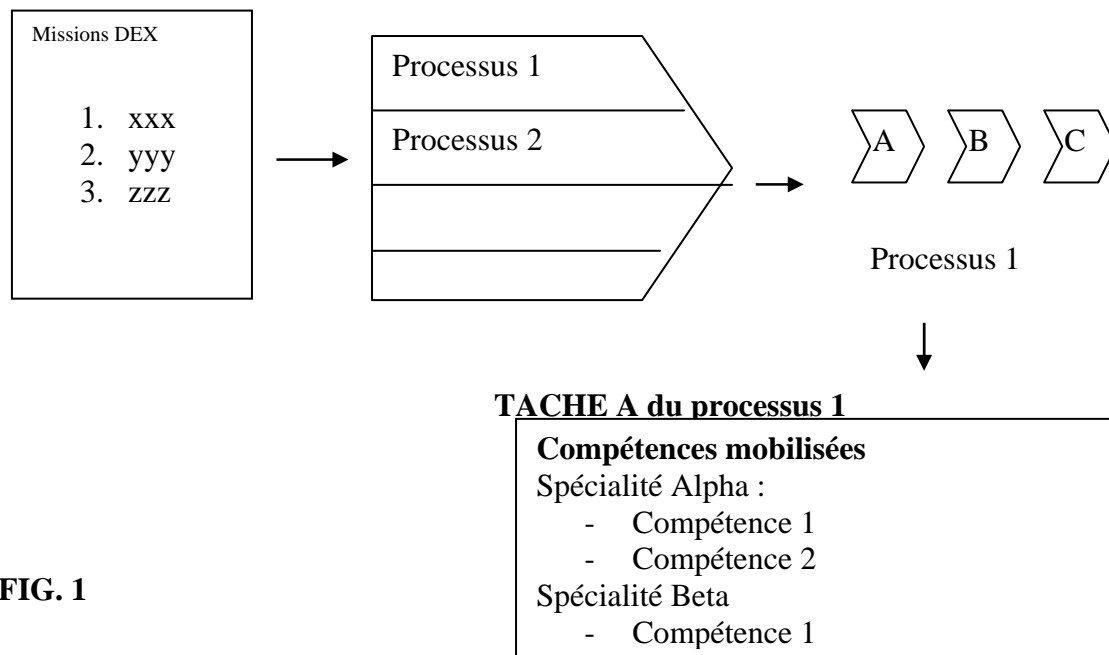 Missions DEX
1. xxx
2. yyy
3. zzz
Processus 1
Processus 2
A B C
Processus 1
TACHE A du processus 1
Compétences mobilisées
Spécialité Alpha :
- Compétence 1
- Compétence 2
Spécialité Beta
- Compétence 1
FIG. 1